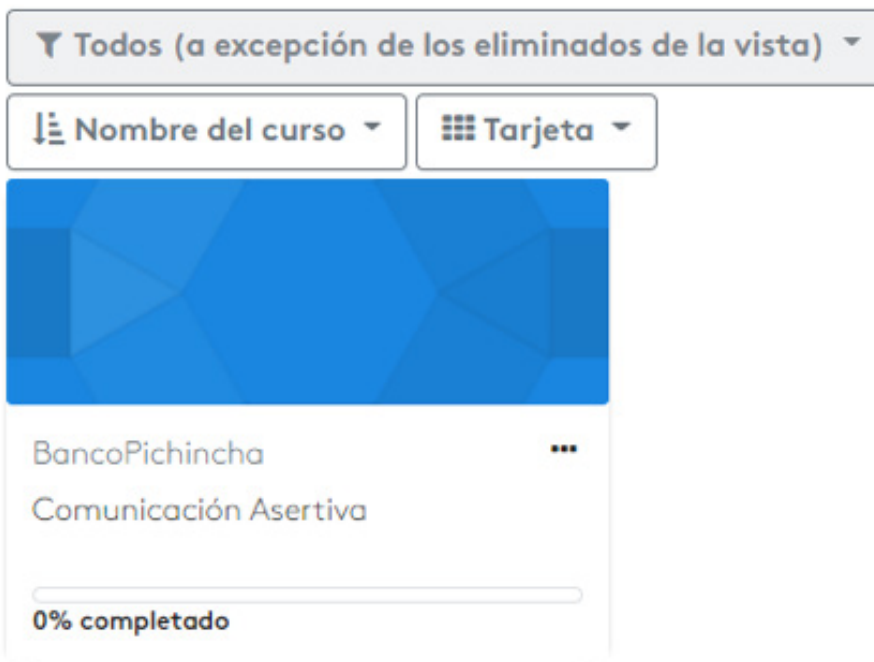 Todos (a excepción de los eliminados de la vista)
Nombre del curso
Tarjeta
BancoPichincha
Comunicación Asertiva
0% completado